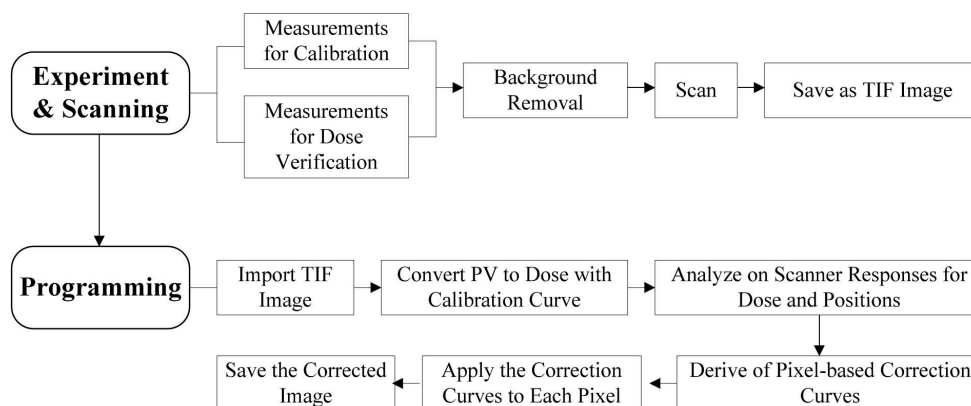 Experiment
& Scanning
Measurements
for Calibration
Measurements
for Dose
Verification
Background
Removal
Scan
Save as TIF Image
Programming
Import TIF
Image
Convert PV to Dose with
Calibration Curve
Analyze on Scanner Responses for
Dose and Positions
Derive of Pixel-based Correction
Curves
Apply the Correction
Curves to Each Pixel
Save the Corrected
Image